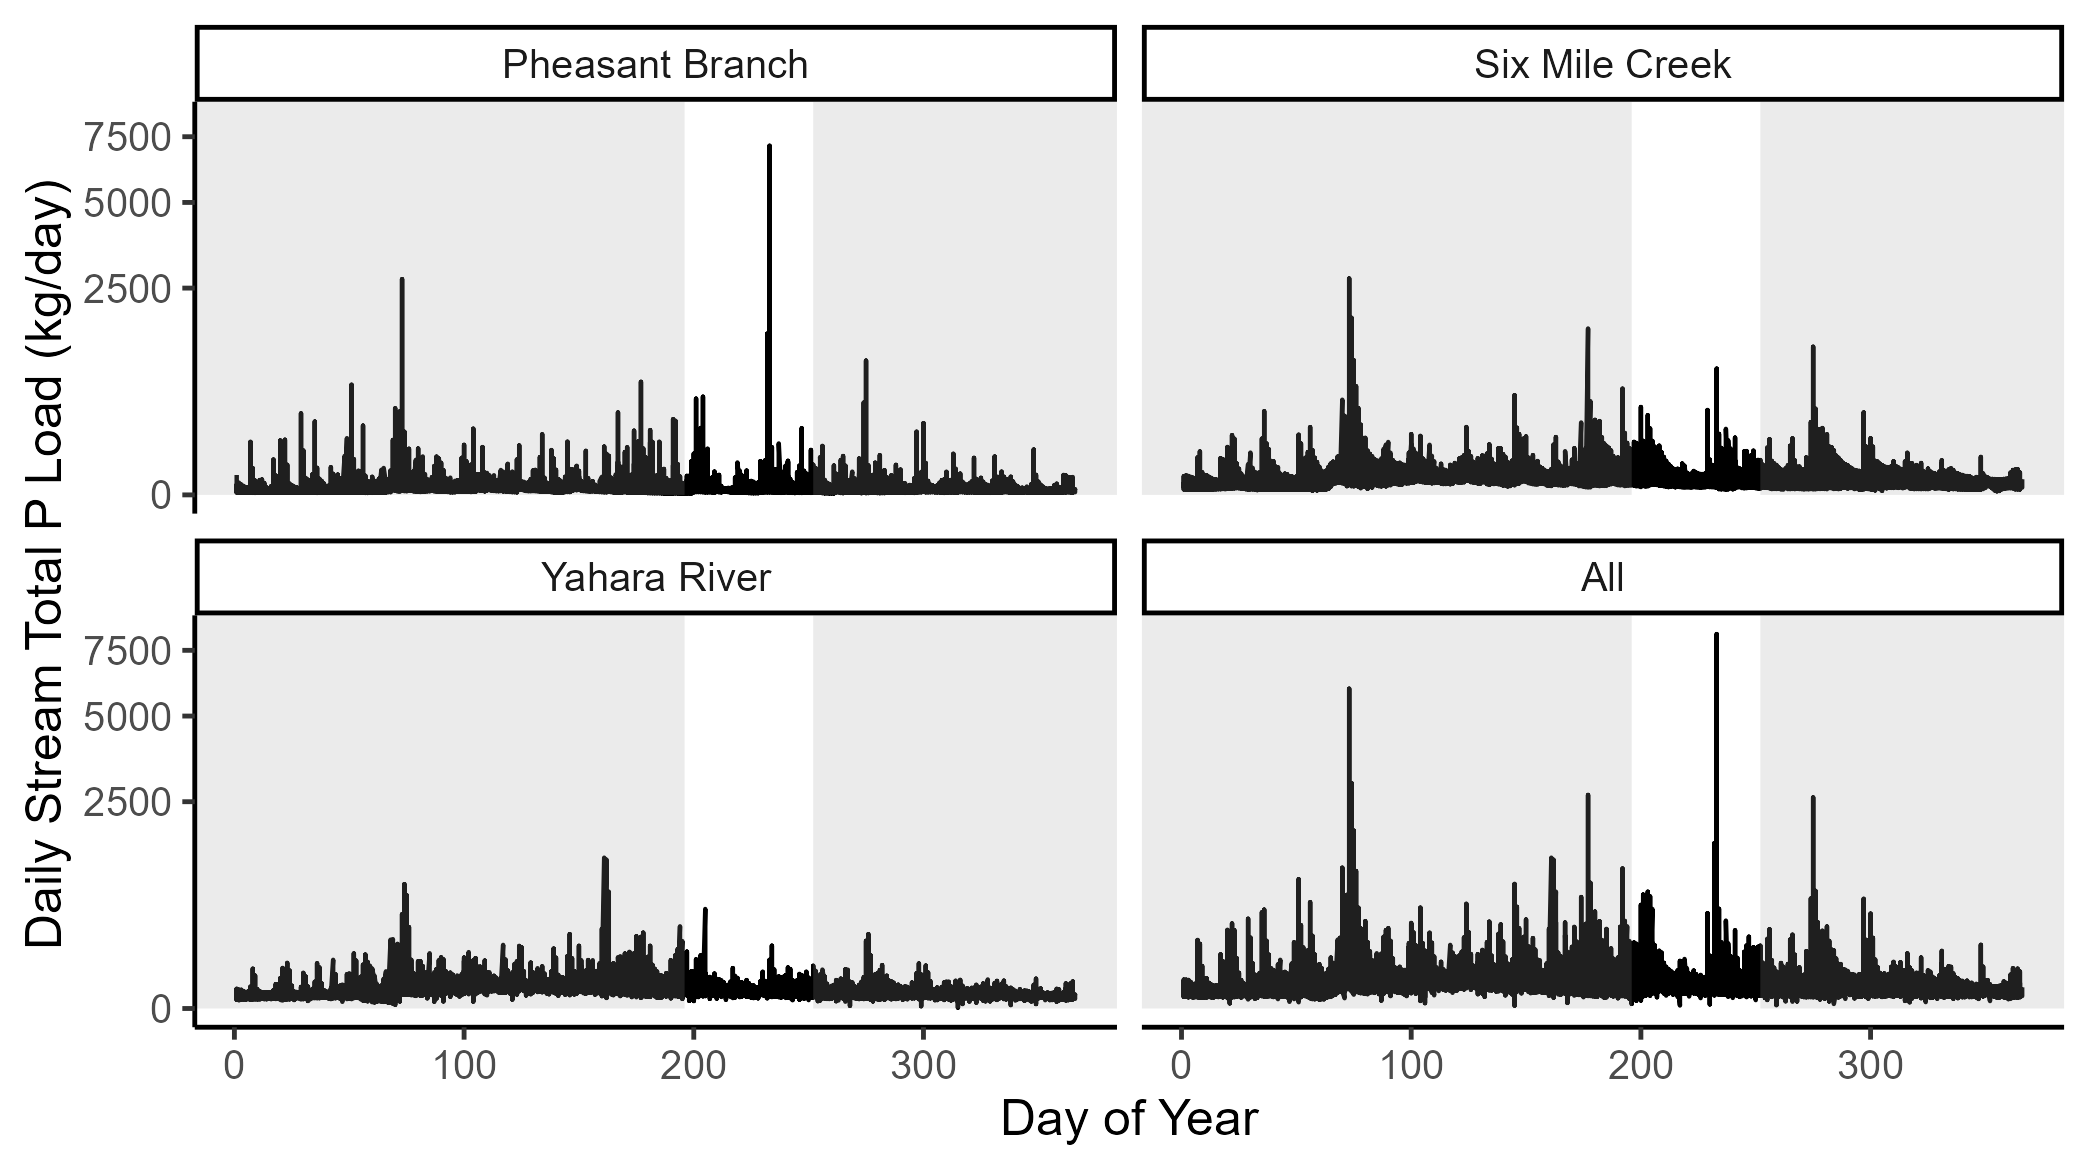 Pheasant Branch
Six Mile Creek
7500
5000
2500
0
Yahara River
All
7500
5000
2500
0
0 100 200 300
0 100 200 300
Daily Stream Total P Load (kg/day)
Day of Year